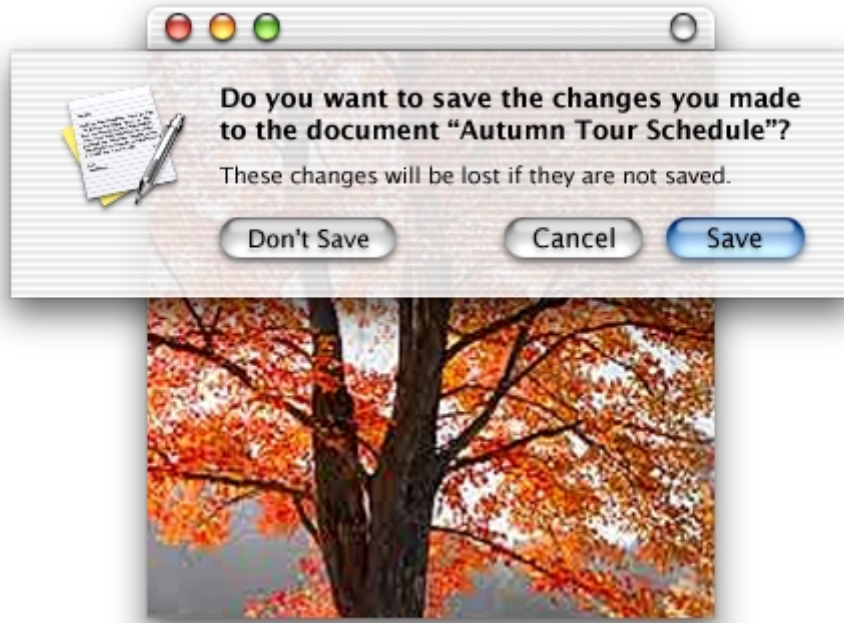 Do you want to save the changes you made
to the document “Autumn Tour Schedule”?
These changes will be lost if they are not saved.
Don't Save
Cancel
Save